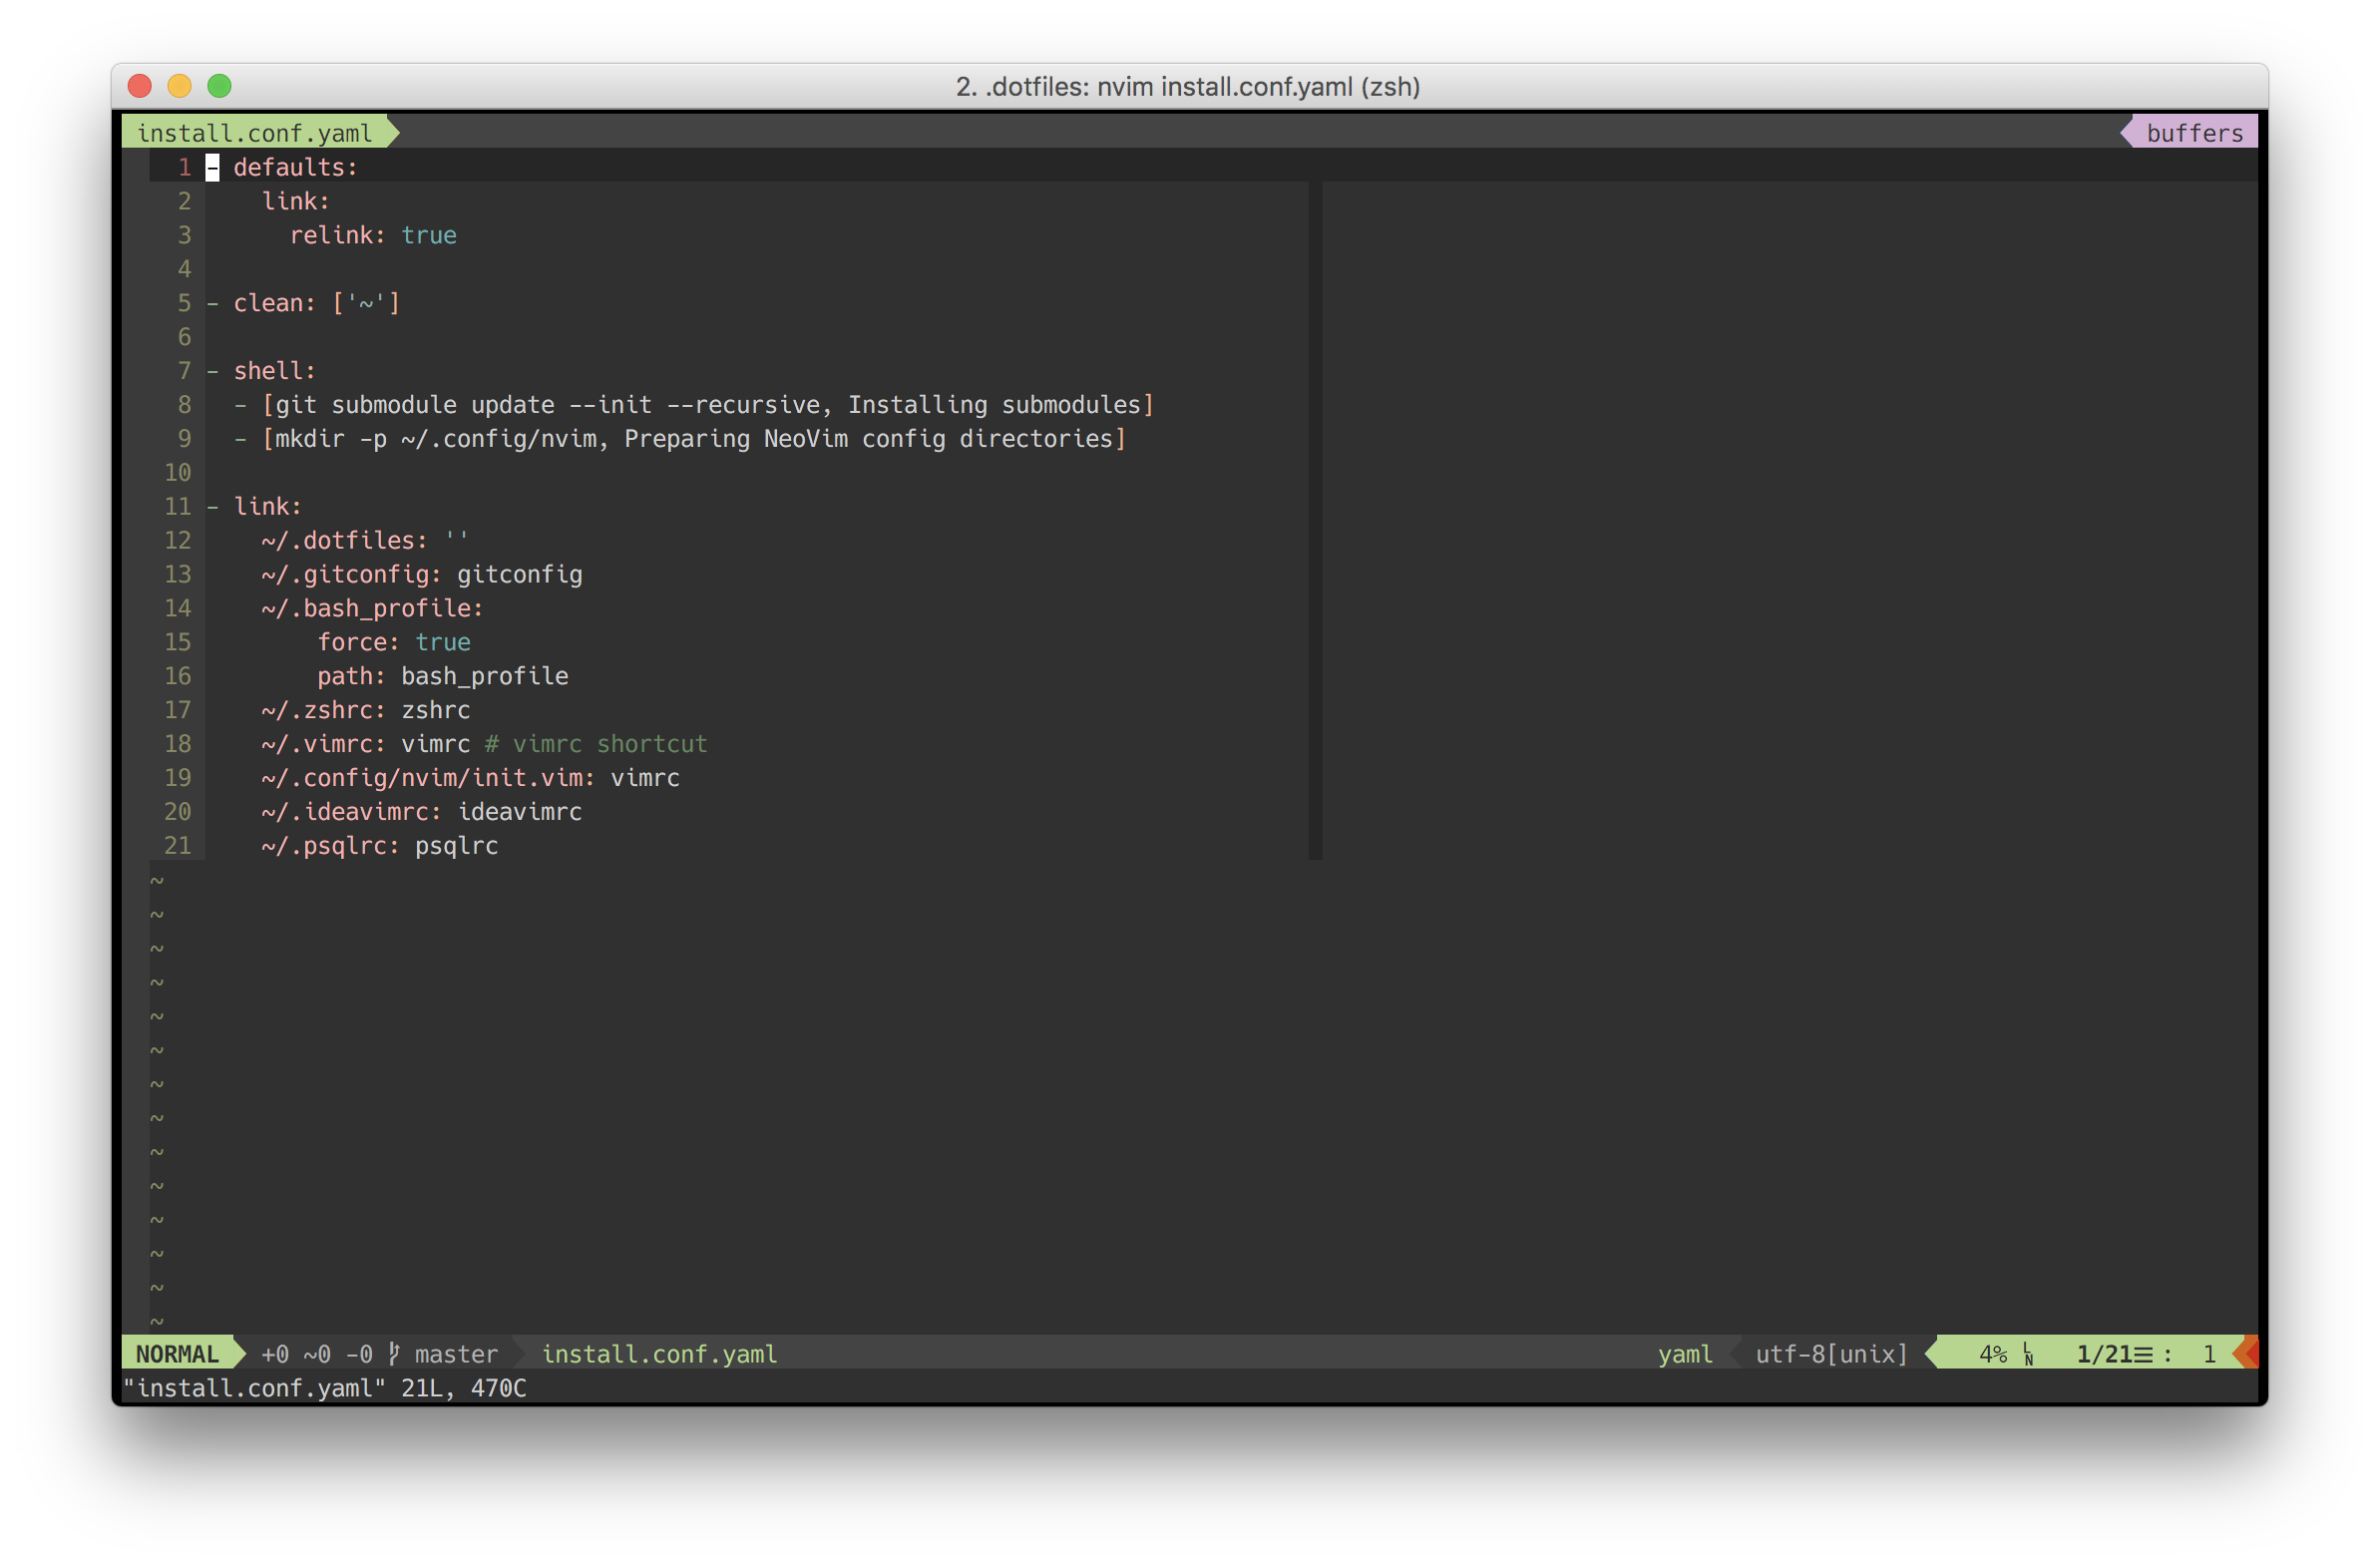 2. .dotfiles: nvim install.conf.yaml (zsh)
install.conf.yaml buffers
1 - defaults:
2     link:
3       relink: true
4
5 - clean: ['~']
6
7 - shell:
8   - [git submodule update --init --recursive, Installing submodules]
9   - [mkdir -p ~/.config/nvim, Preparing NeoVim config directories]
10
11 - link:
12     ~/.dotfiles: ''
13     ~/.gitconfig: gitconfig
14     ~/.bash_profile:
15         force: true
16         path: bash_profile
17     ~/.zshrc: zshrc
18     ~/.vimrc: vimrc # vimrc shortcut
19     ~/.config/nvim/init.vim: vimrc
20     ~/.ideavimrc: ideavimrc
21     ~/.psqlrc: psqlrc
~
~
~
~
~
~
~
~
~
~
~
~
~
~
NORMAL +0 ~0 -0 master install.conf.yaml yaml utf-8[unix] 4% LN 1/21☰ : 1
"install.conf.yaml" 21L, 470C